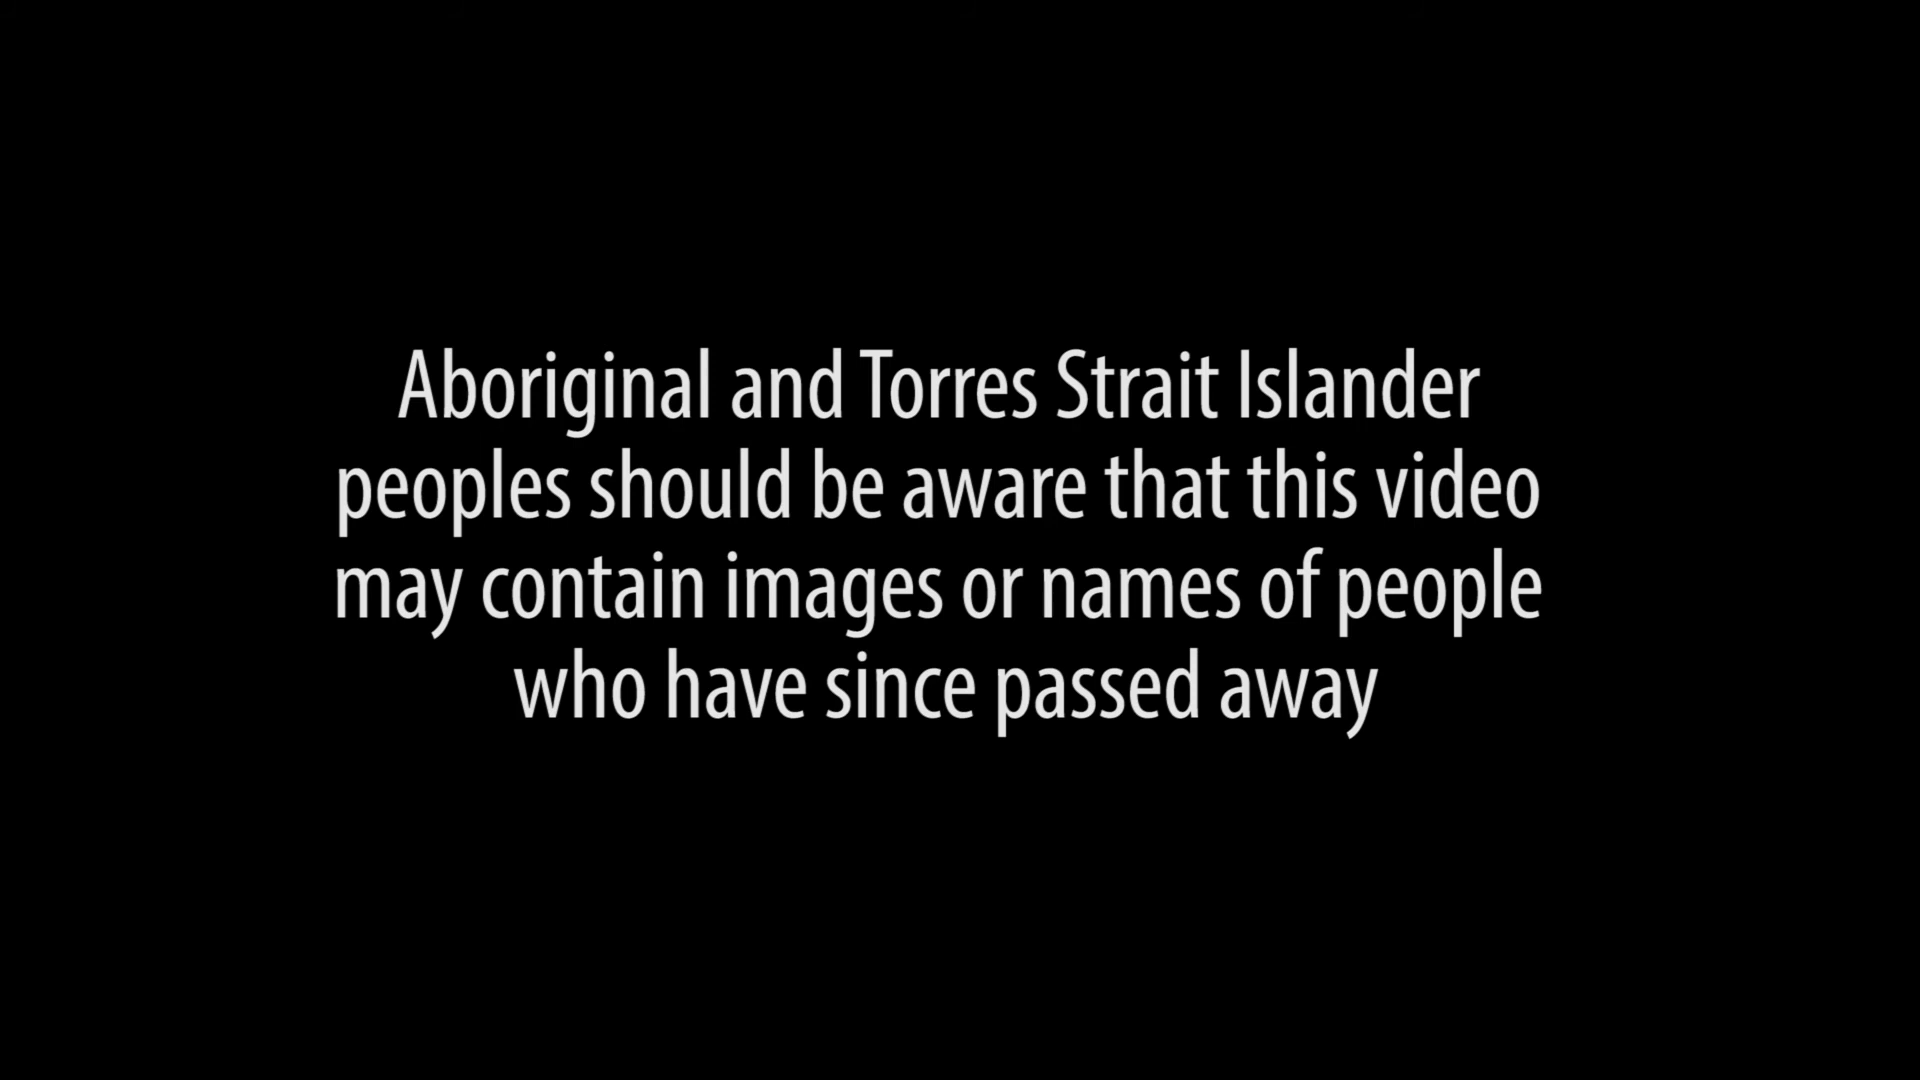 Aboriginal and Torres Strait Islander
peoples should be aware that this video
may contain images or names of people
who have since passed away